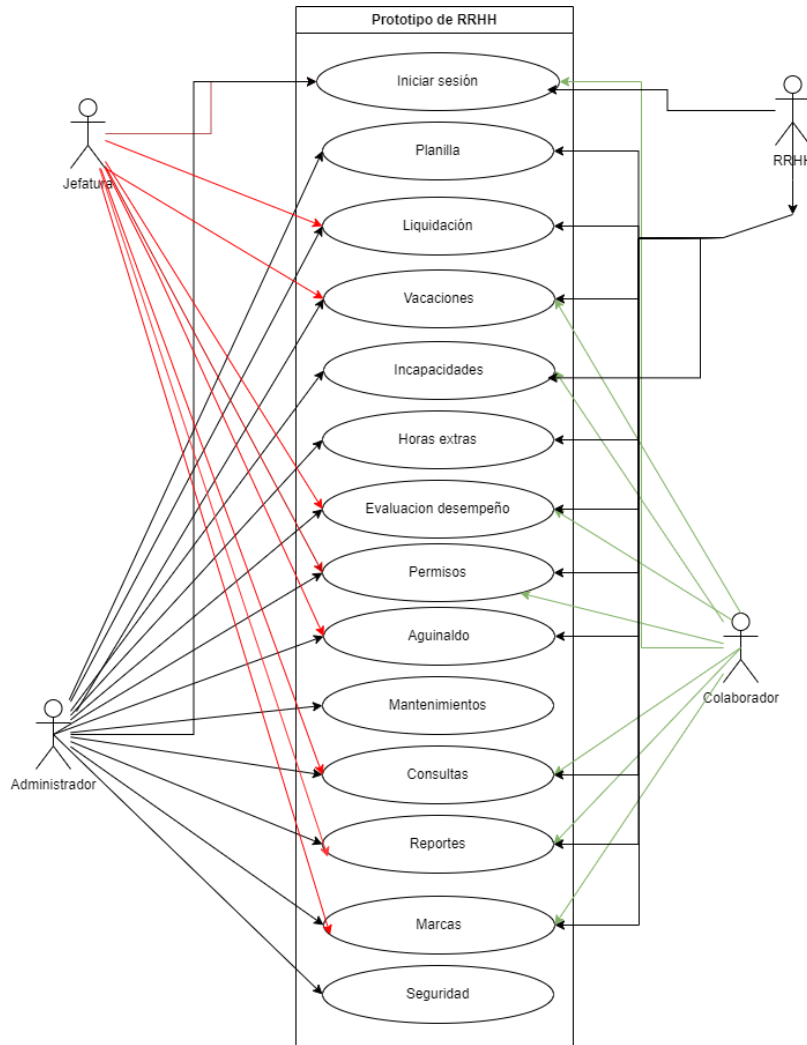 Prototipo de RRHH
Iniciar sesión
Jefatura
RRHH
Planilla
Liquidación
Vacaciones
Incapacidades
Horas extras
Evaluacion desempeño
Permisos
Aguinaldo
Colaborador
Mantenimientos
Administrador
Consultas
Reportes
Marcas
Seguridad